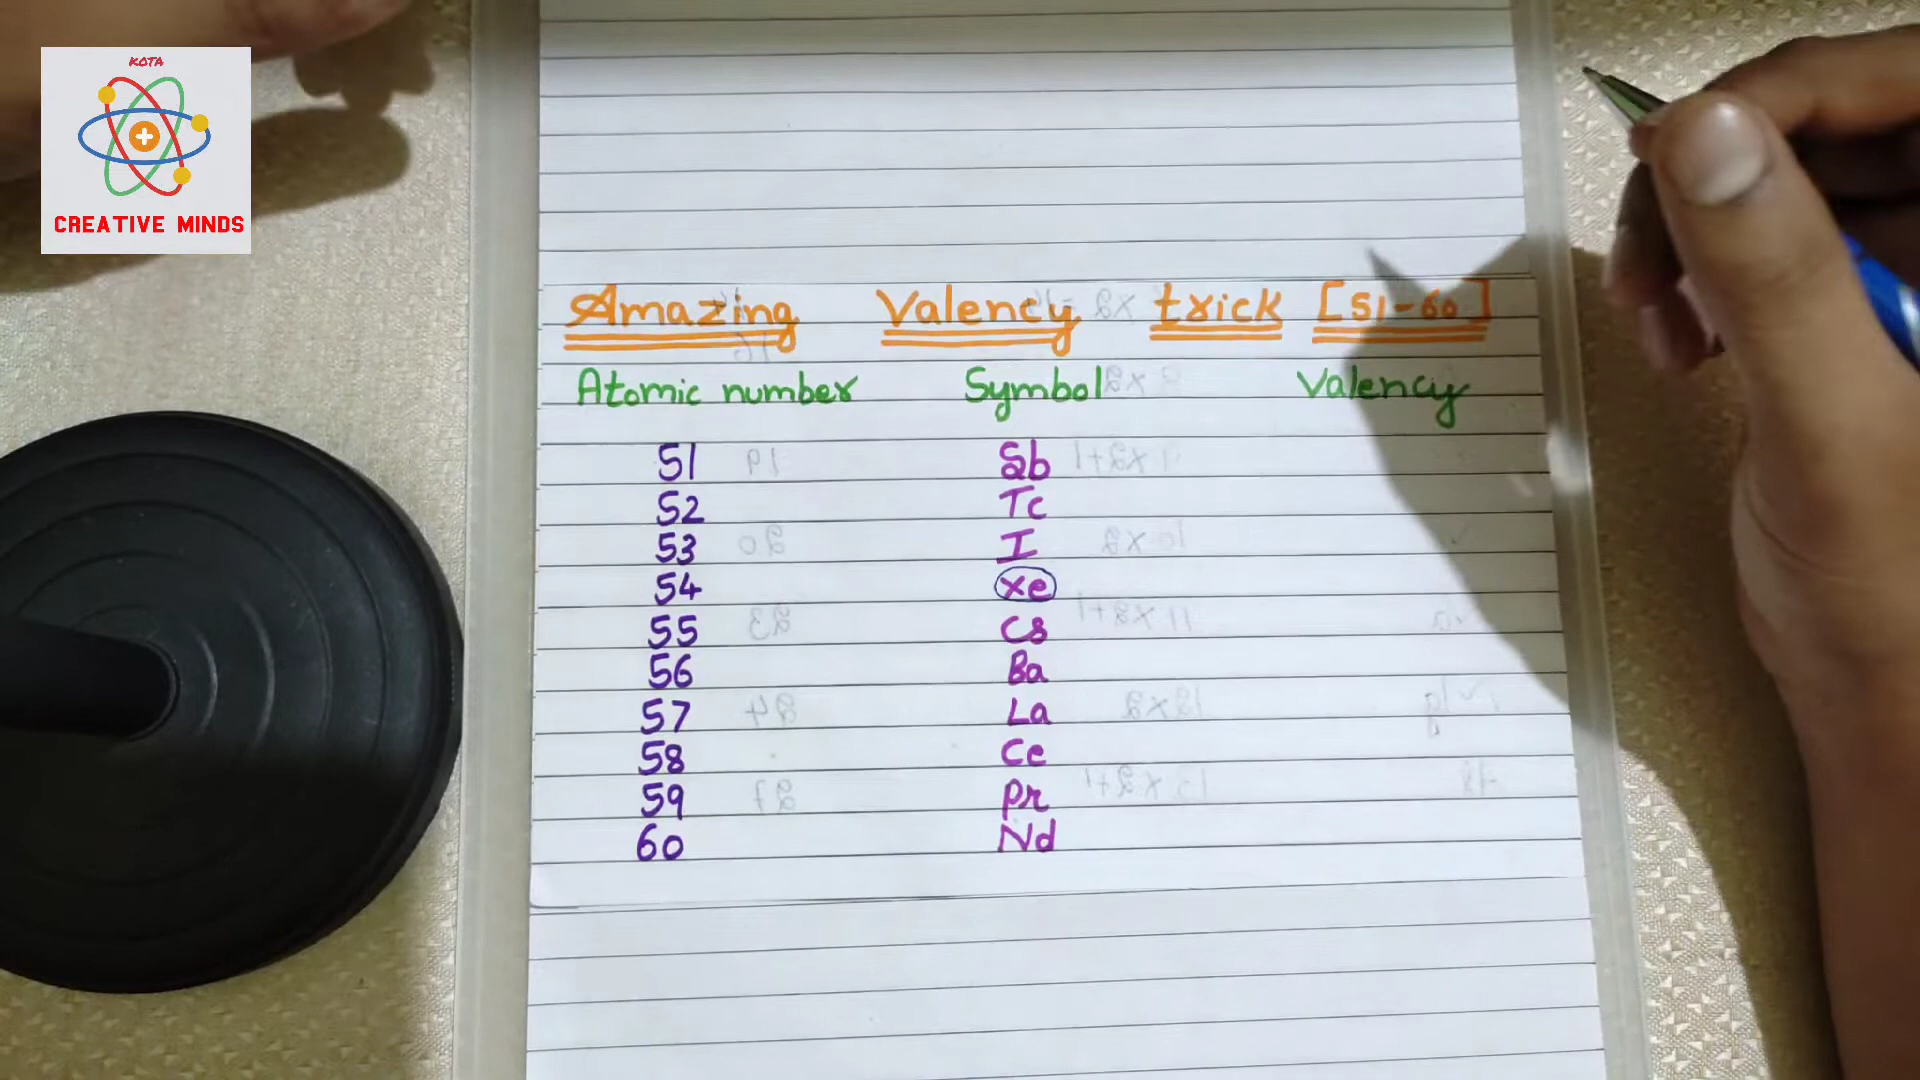 KOTA
CREATIVE MINDS
Amazing Valency trick [51-60]
Atomic number Symbol Valency
51 Sb
52 Tc
53 I
54 Xe
55 Cs
56 Ba
57 La
58 Ce
59 Pr
60 Nd